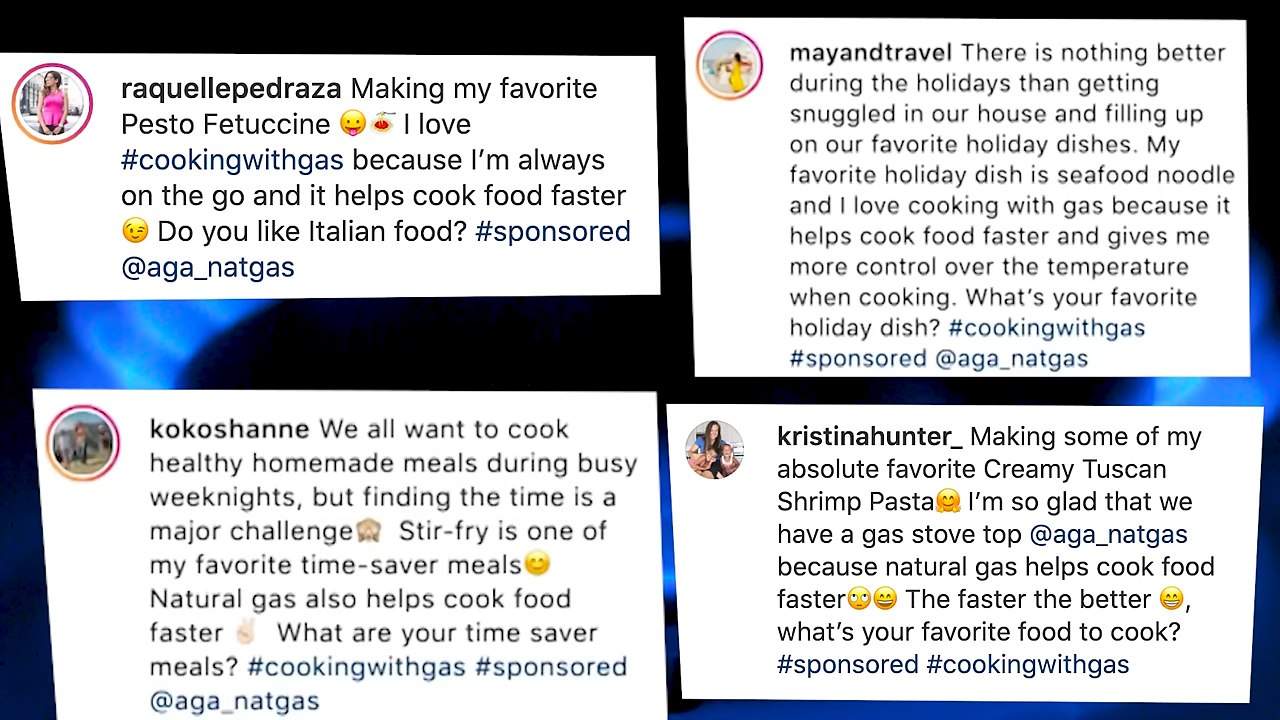 raquellepedraza Making my favorite
Pesto Fetuccine 😛🍝 I love
#cookingwithgas because I'm always
on the go and it helps cook food faster
😉 Do you like Italian food? #sponsored
@aga_natgas
mayandtravel There is nothing better
during the holidays than getting
snuggled in our house and filling up
on our favorite holiday dishes. My
favorite holiday dish is seafood noodle
and I love cooking with gas because it
helps cook food faster and gives me
more control over the temperature
when cooking. What's your favorite
holiday dish? #cookingwithgas
#sponsored @aga_natgas
kokoshanne We all want to cook
healthy homemade meals during busy
weeknights, but finding the time is a
major challenge🙈 Stir-fry is one of
my favorite time-saver meals😊
Natural gas also helps cook food
faster ✌🏻 What are your time saver
meals? #cookingwithgas #sponsored
@aga_natgas
kristinahunter_ Making some of my
absolute favorite Creamy Tuscan
Shrimp Pasta🤗 I'm so glad that we
have a gas stove top @aga_natgas
because natural gas helps cook food
faster🙄😄 The faster the better 😁,
what's your favorite food to cook?
#sponsored #cookingwithgas